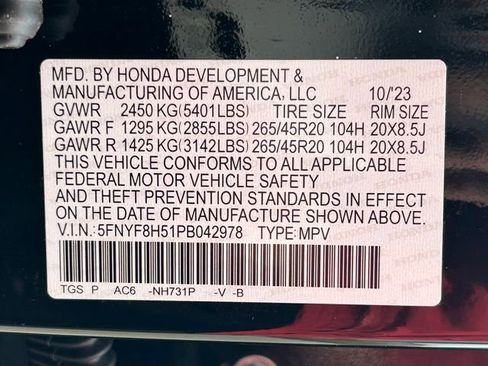 MFD. BY HONDA DEVELOPMENT &
MANUFACTURING OF AMERICA, LLC 10/'23
GVWR 2450 KG(5401LBS) TIRE SIZE RIM SIZE
GAWR F 1295 KG(2855LBS) 265/45R20 104H 20X8.5J
GAWR R 1425 KG(3142LBS) 265/45R20 104H 20X8.5J
THIS VEHICLE CONFORMS TO ALL APPLICABLE
FEDERAL MOTOR VEHICLE SAFETY
AND THEFT PREVENTION STANDARDS IN EFFECT
ON THE DATE OF MANUFACTURE SHOWN ABOVE.
V.I.N.: 5FNYF8H51PB042978 TYPE: MPV
TGS P AC6 -NH731P -V -B